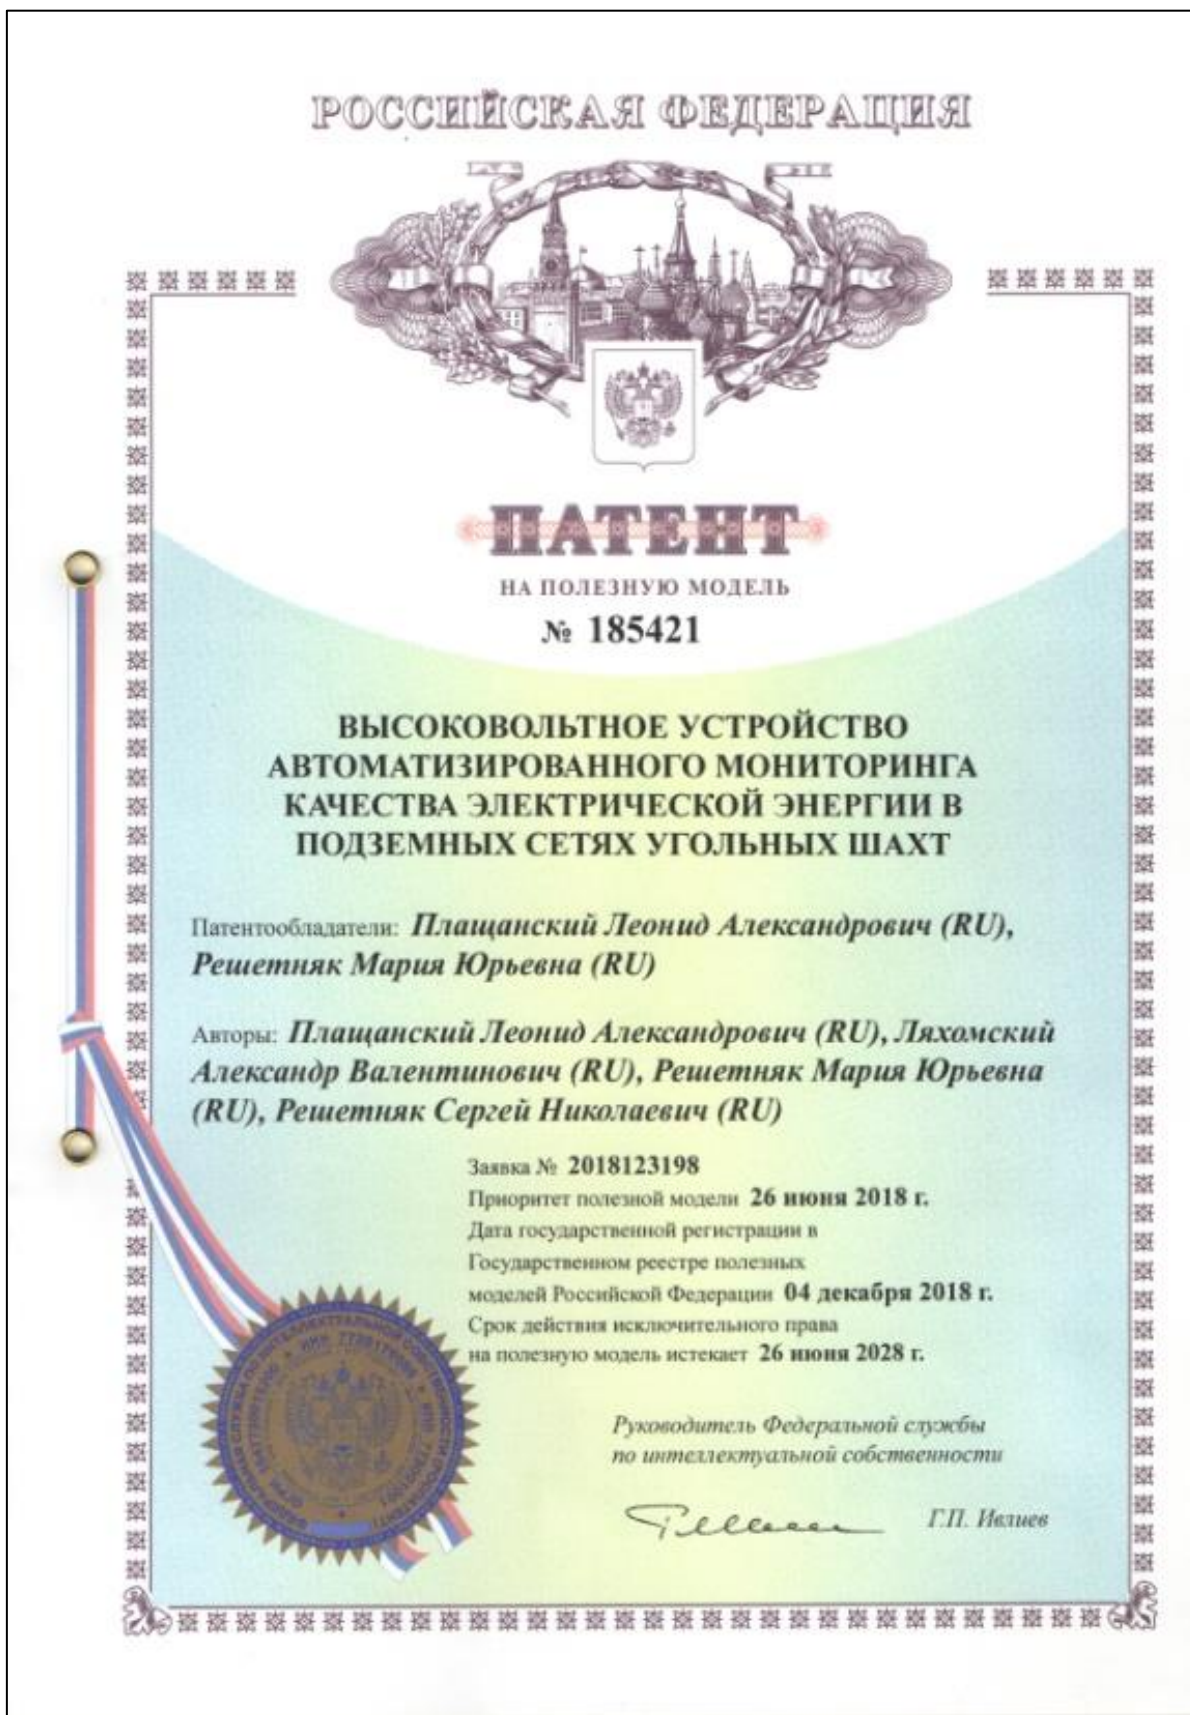 РОССИЙСКАЯ ФЕДЕРАЦИЯ
ПАТЕНТ
НА ПОЛЕЗНУЮ МОДЕЛЬ
№ 185421
ВЫСОКОВОЛЬТНОЕ УСТРОЙСТВО
АВТОМАТИЗИРОВАННОГО МОНИТОРИНГА
КАЧЕСТВА ЭЛЕКТРИЧЕСКОЙ ЭНЕРГИИ В
ПОДЗЕМНЫХ СЕТЯХ УГОЛЬНЫХ ШАХТ
Патентообладатели: Плащанский Леонид Александрович (RU),
Решетняк Мария Юрьевна (RU)
Авторы: Плащанский Леонид Александрович (RU), Ляхомский
Александр Валентинович (RU), Решетняк Мария Юрьевна
(RU), Решетняк Сергей Николаевич (RU)
Заявка № 2018123198
Приоритет полезной модели 26 июня 2018 г.
Дата государственной регистрации в
Государственном реестре полезных
моделей Российской Федерации 04 декабря 2018 г.
Срок действия исключительного права
на полезную модель истекает 26 июня 2028 г.
Руководитель Федеральной службы
по интеллектуальной собственности
Г.П. Ивлиев